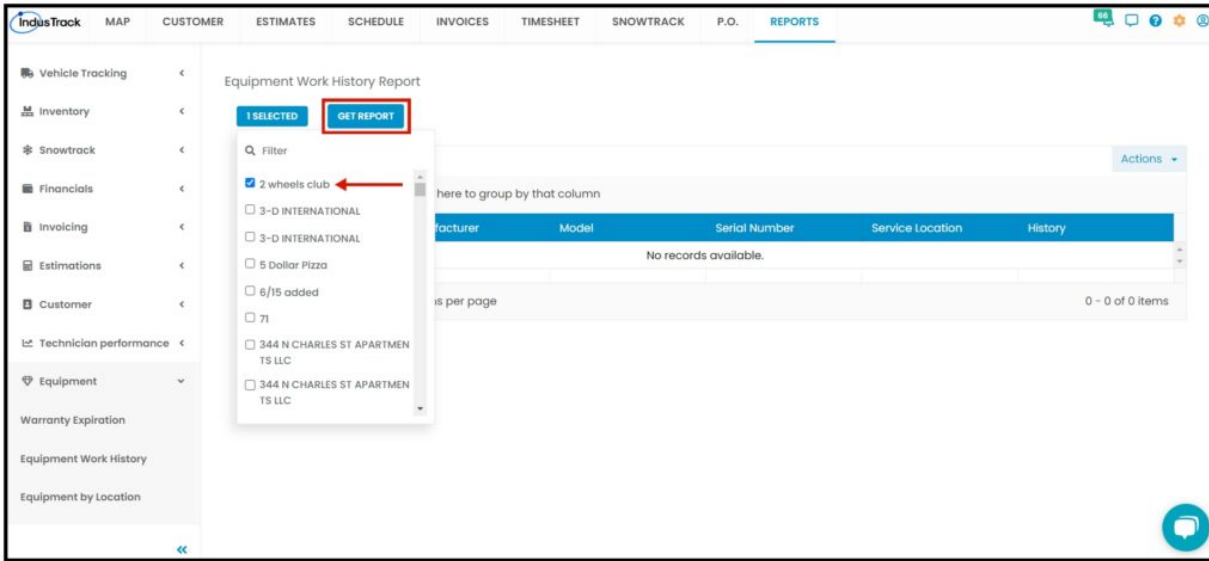 IndusTrack MAP CUSTOMER ESTIMATES SCHEDULE INVOICES TIMESHEET SNOWTRACK P.O. REPORTS 66
Vehicle Tracking
Inventory
Snowtrack
Financials
Invoicing
Estimations
Customer
Technician performance
Equipment
Warranty Expiration
Equipment Work History
Equipment by Location
Equipment Work History Report
1 SELECTED GET REPORT
Filter
2 wheels club
3-D INTERNATIONAL
3-D INTERNATIONAL
5 Dollar Pizza
6/15 added
71
344 N CHARLES ST APARTMEN
TS LLC
344 N CHARLES ST APARTMEN
TS LLC
Actions
here to group by that column
facturer Model Serial Number Service Location History
No records available.
s per page 0 - 0 of 0 items